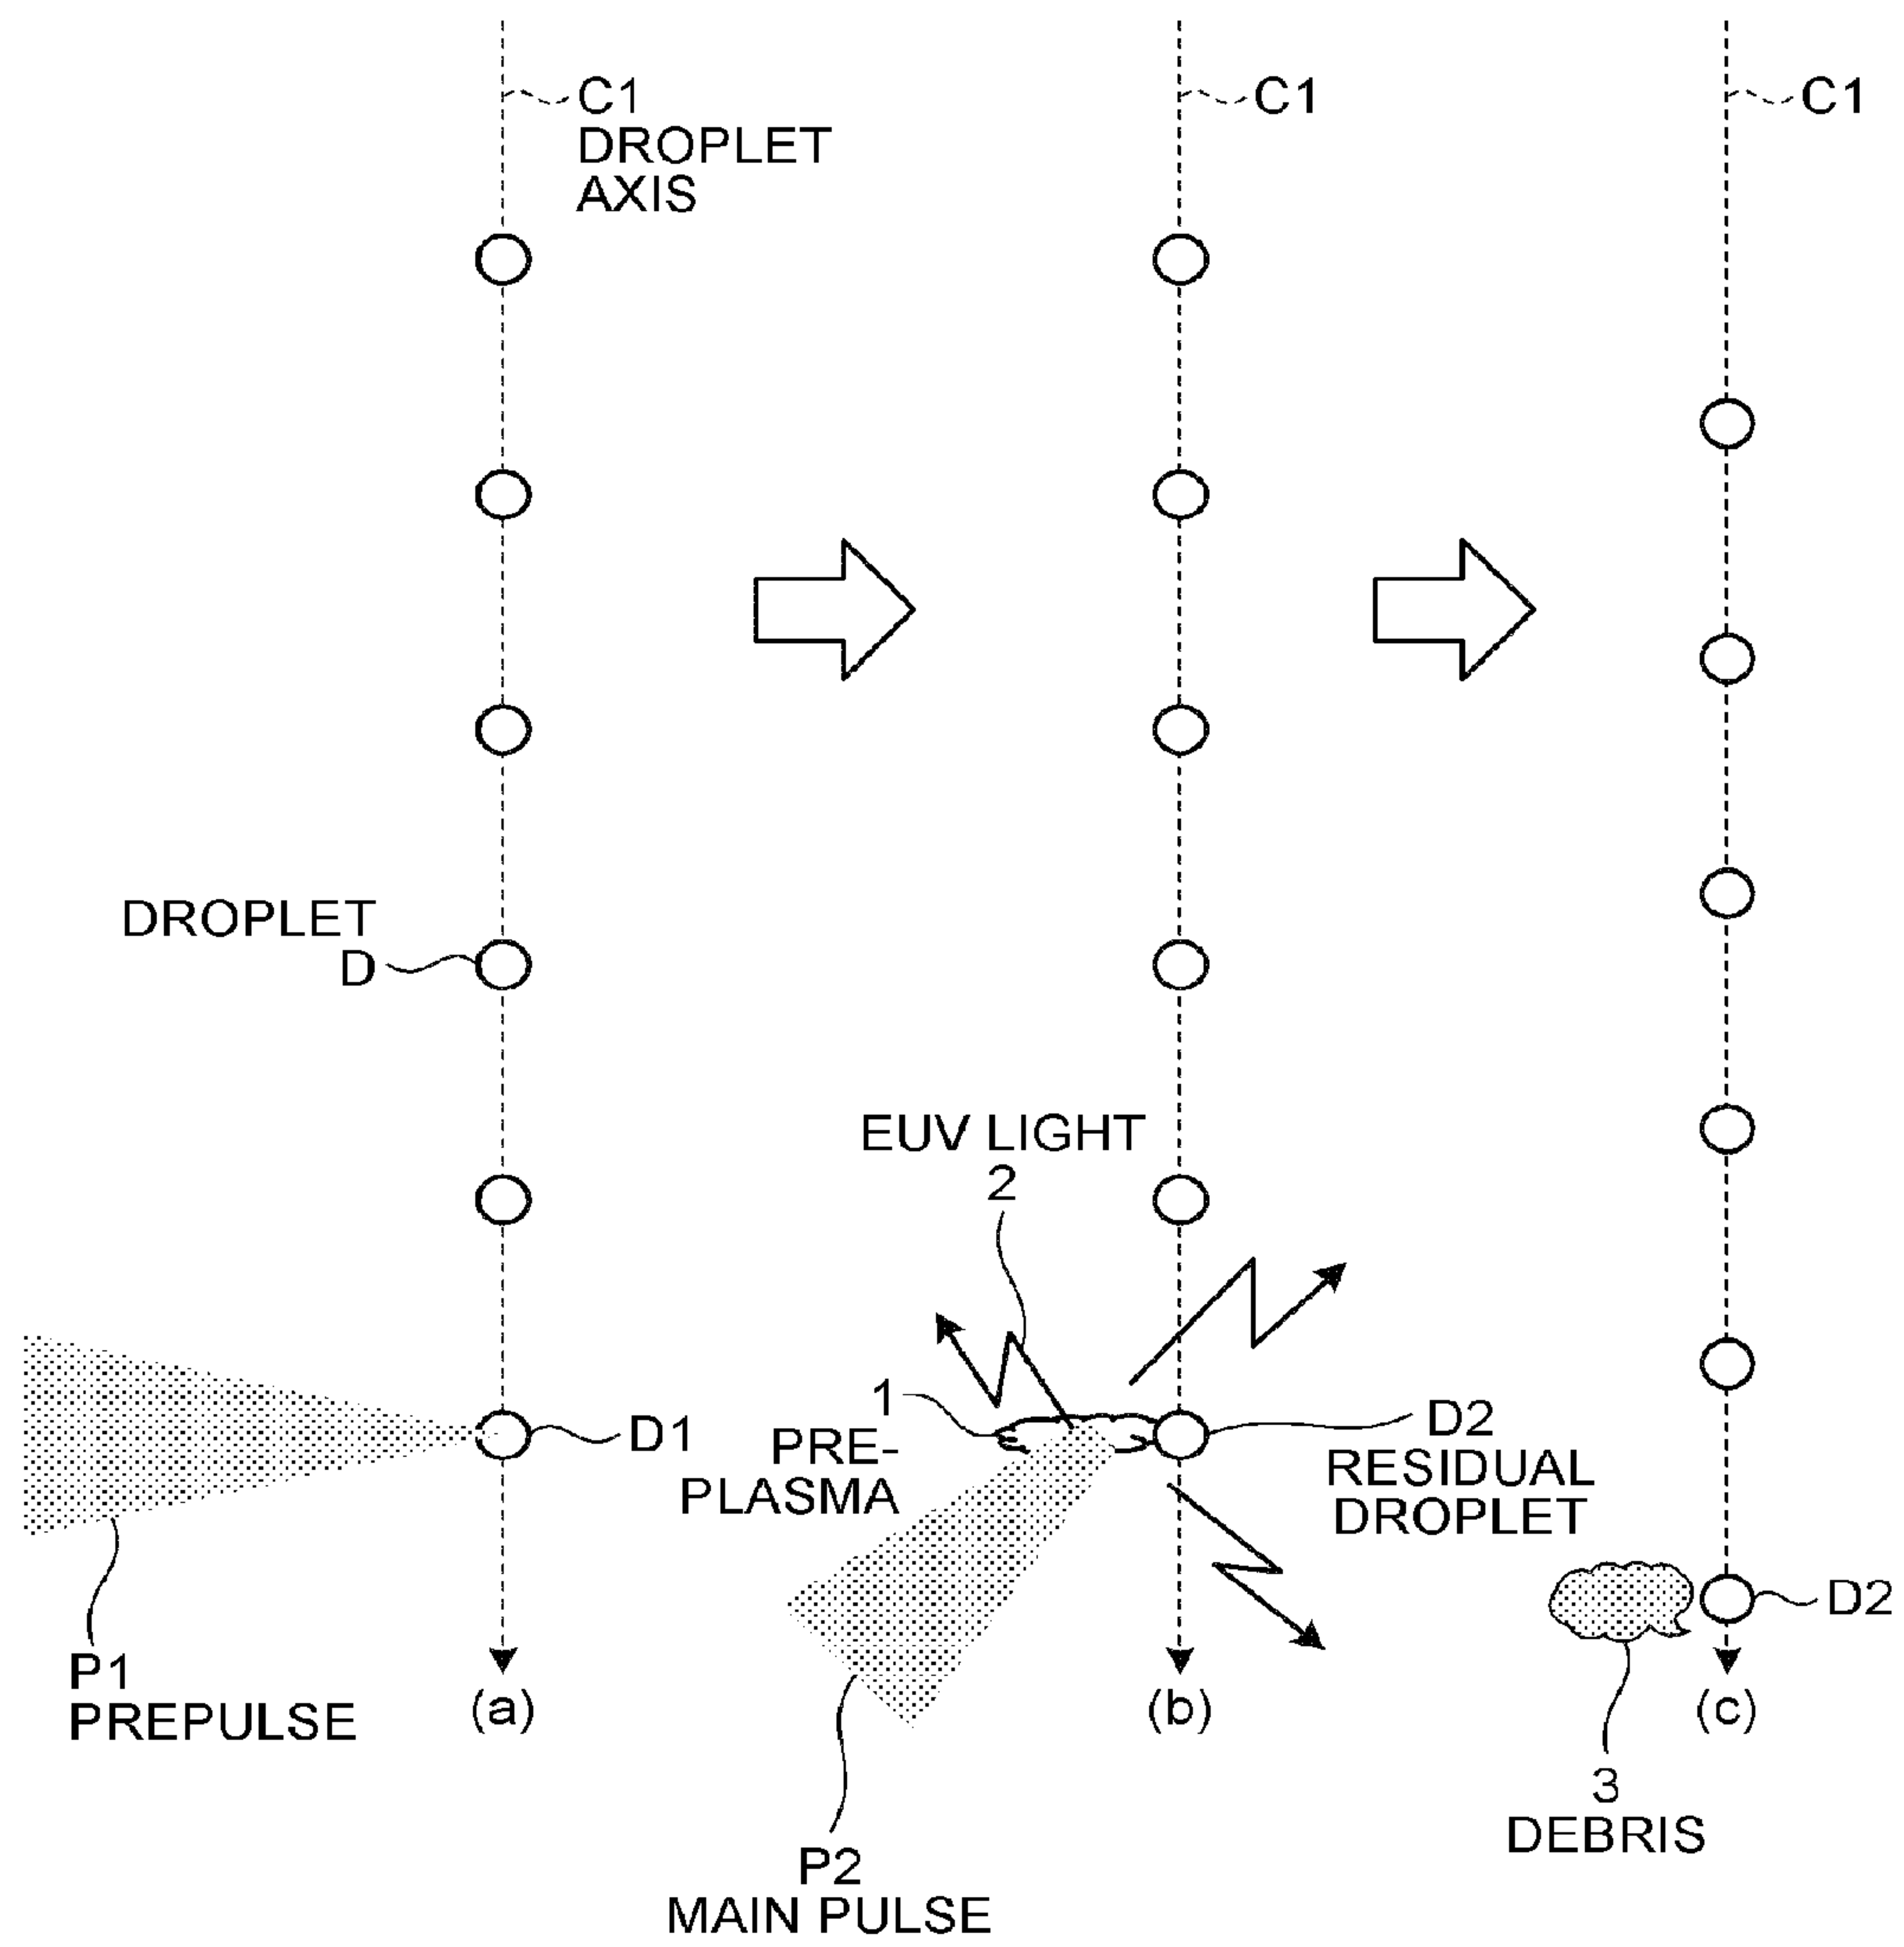 C1
DROPLET
AXIS
C1
C1
DROPLET
D
EUV LIGHT
2
1
PRE-
PLASMA
D1
D2
RESIDUAL
DROPLET
D2
P1
PREPULSE
(a)
(b)
(c)
3
DEBRIS
P2
MAIN PULSE